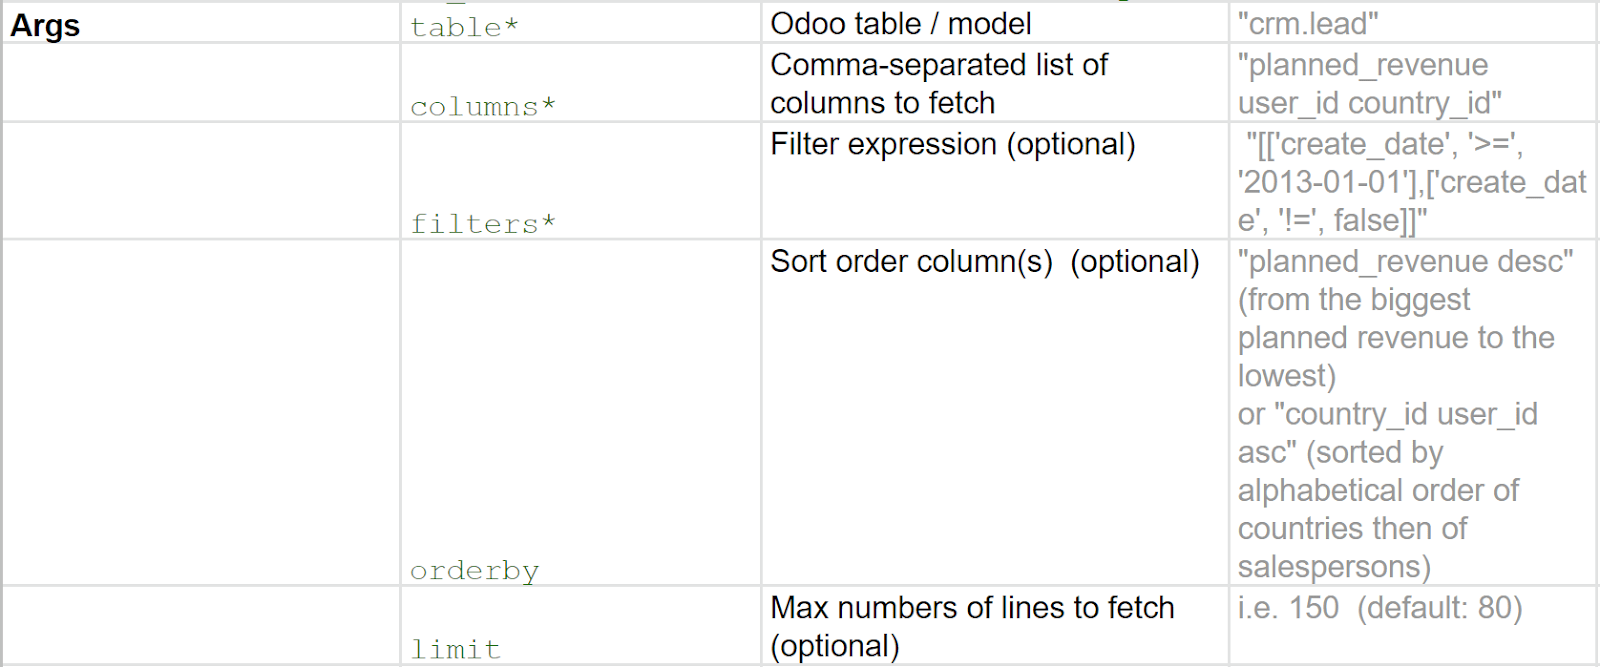 Args
table*
Odoo table / model
"crm.lead"
columns*
Comma-separated list of
columns to fetch
"planned_revenue
user_id country_id"
filters*
Filter expression (optional)
"[['create_date', '>=',
'2013-01-01'],['create_dat
e', '!=', false]]"
orderby
Sort order column(s)  (optional)
"planned_revenue desc"
(from the biggest
planned revenue to the
lowest)
or "country_id user_id
asc" (sorted by
alphabetical order of
countries then of
salespersons)
limit
Max numbers of lines to fetch
(optional)
i.e. 150  (default: 80)